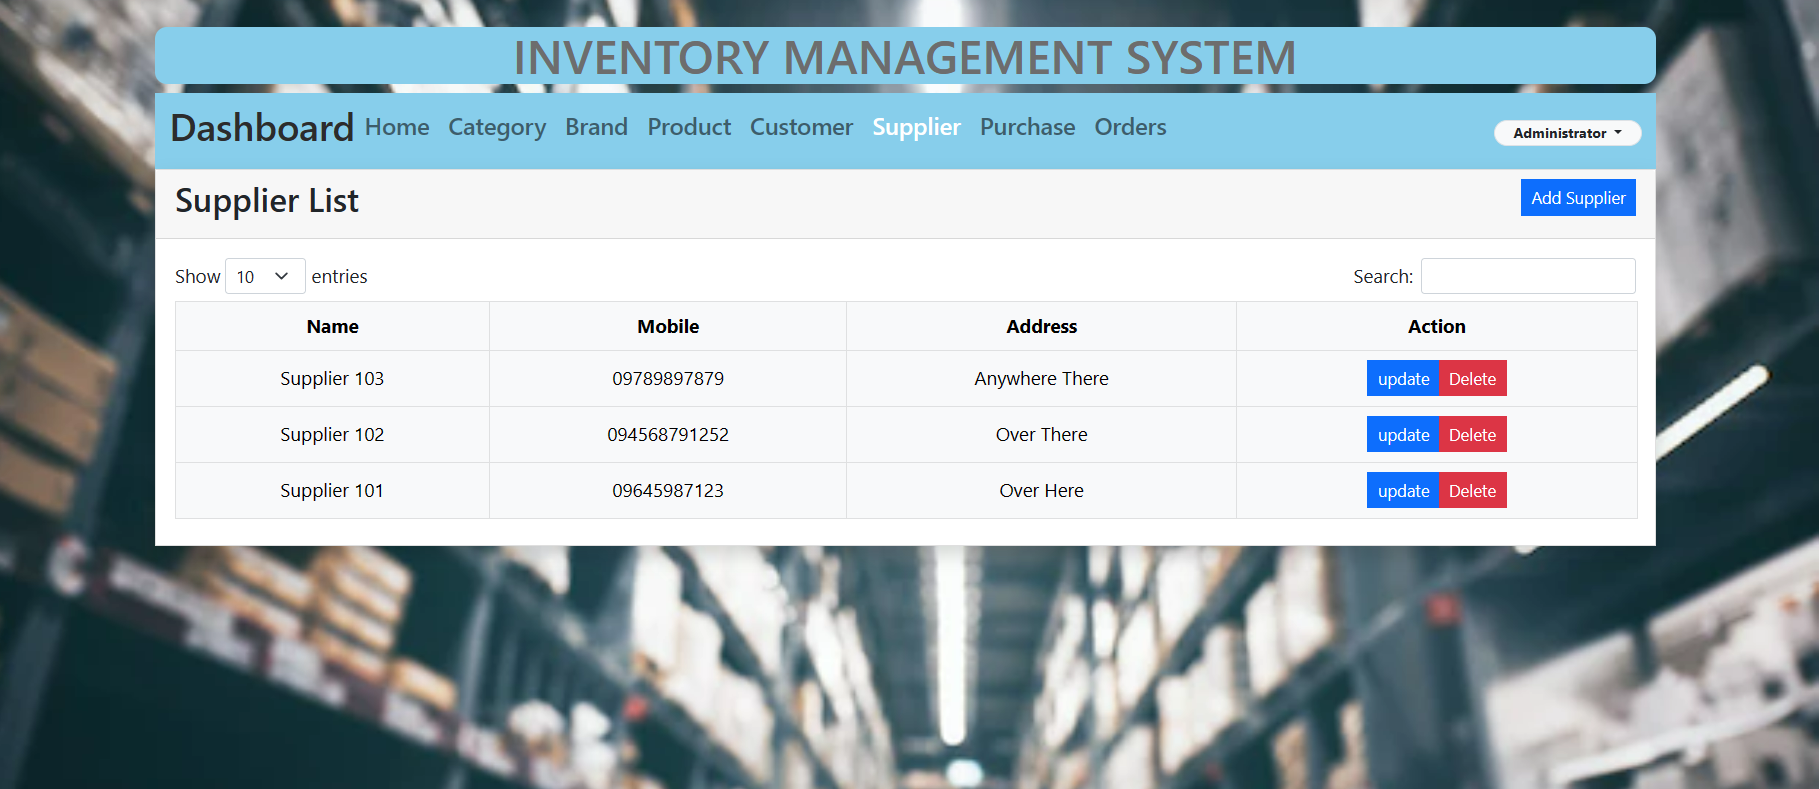 INVENTORY MANAGEMENT SYSTEM
Dashboard Home Category Brand Product Customer Supplier Purchase Orders Administrator
Supplier List Add Supplier
Show 10 entries Search:
Name Mobile Address Action
Supplier 103 09789897879 Anywhere There update Delete
Supplier 102 094568791252 Over There update Delete
Supplier 101 09645987123 Over Here update Delete